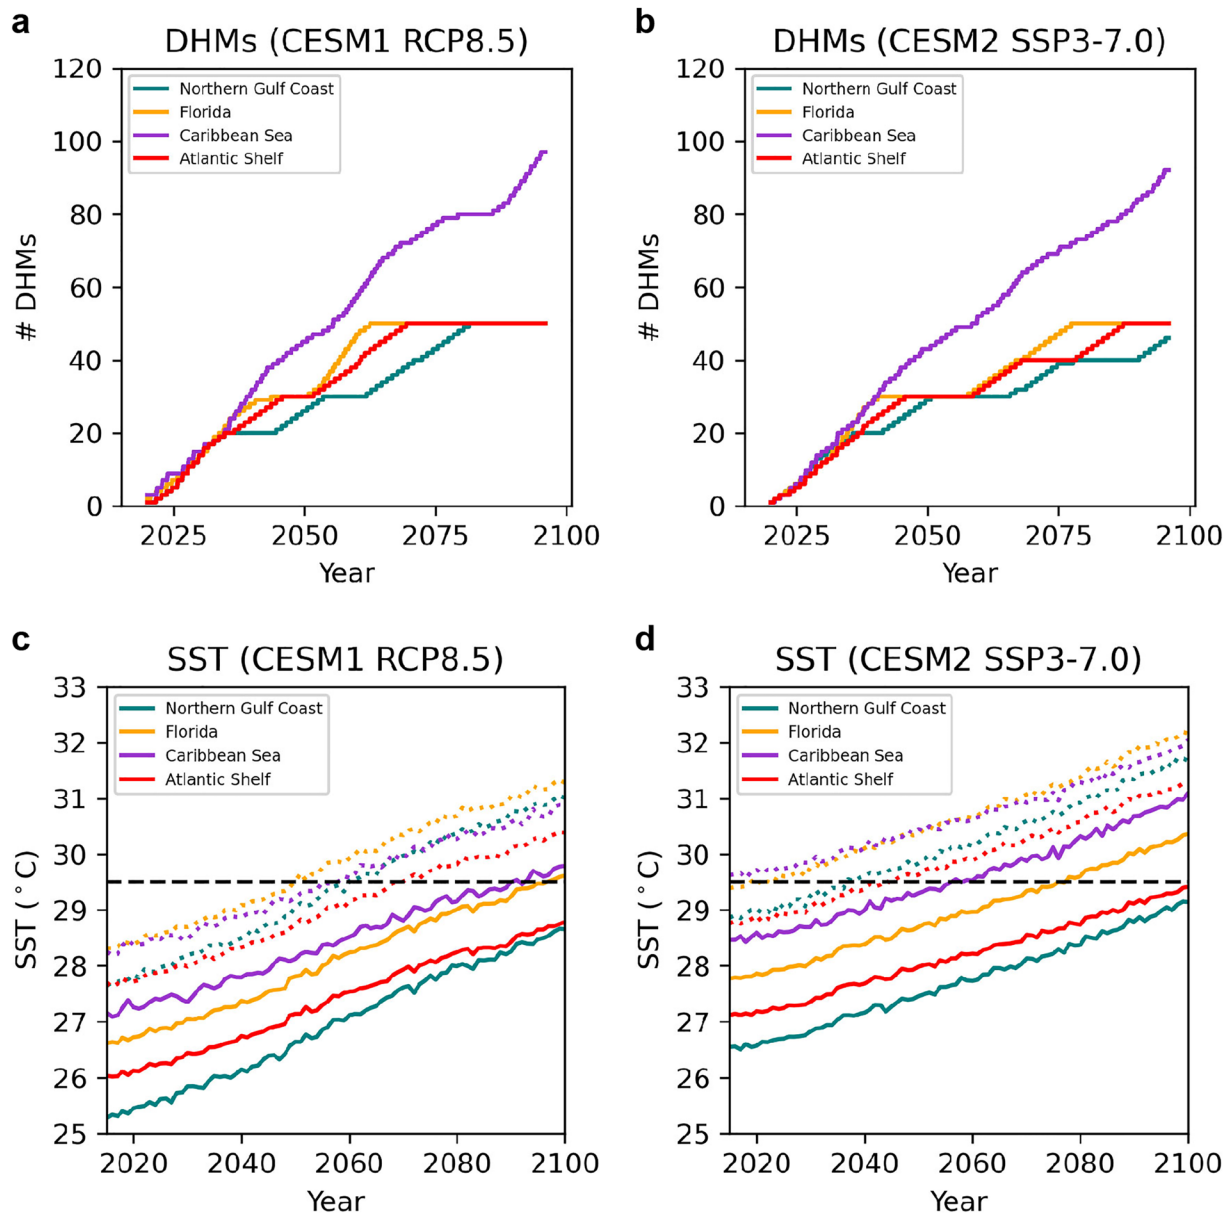 a
DHMs (CESM1 RCP8.5)
120
100
80
60
40
20
0
# DHMs
Northern Gulf Coast
Florida
Caribbean Sea
Atlantic Shelf
2025 2050 2075 2100
Year
b
DHMs (CESM2 SSP3-7.0)
120
100
80
60
40
20
0
# DHMs
Northern Gulf Coast
Florida
Caribbean Sea
Atlantic Shelf
2025 2050 2075 2100
Year
c
SST (CESM1 RCP8.5)
33
32
31
30
29
28
27
26
25
SST (°C)
Northern Gulf Coast
Florida
Caribbean Sea
Atlantic Shelf
2020 2040 2060 2080 2100
Year
d
SST (CESM2 SSP3-7.0)
33
32
31
30
29
28
27
26
25
SST (°C)
Northern Gulf Coast
Florida
Caribbean Sea
Atlantic Shelf
2020 2040 2060 2080 2100
Year